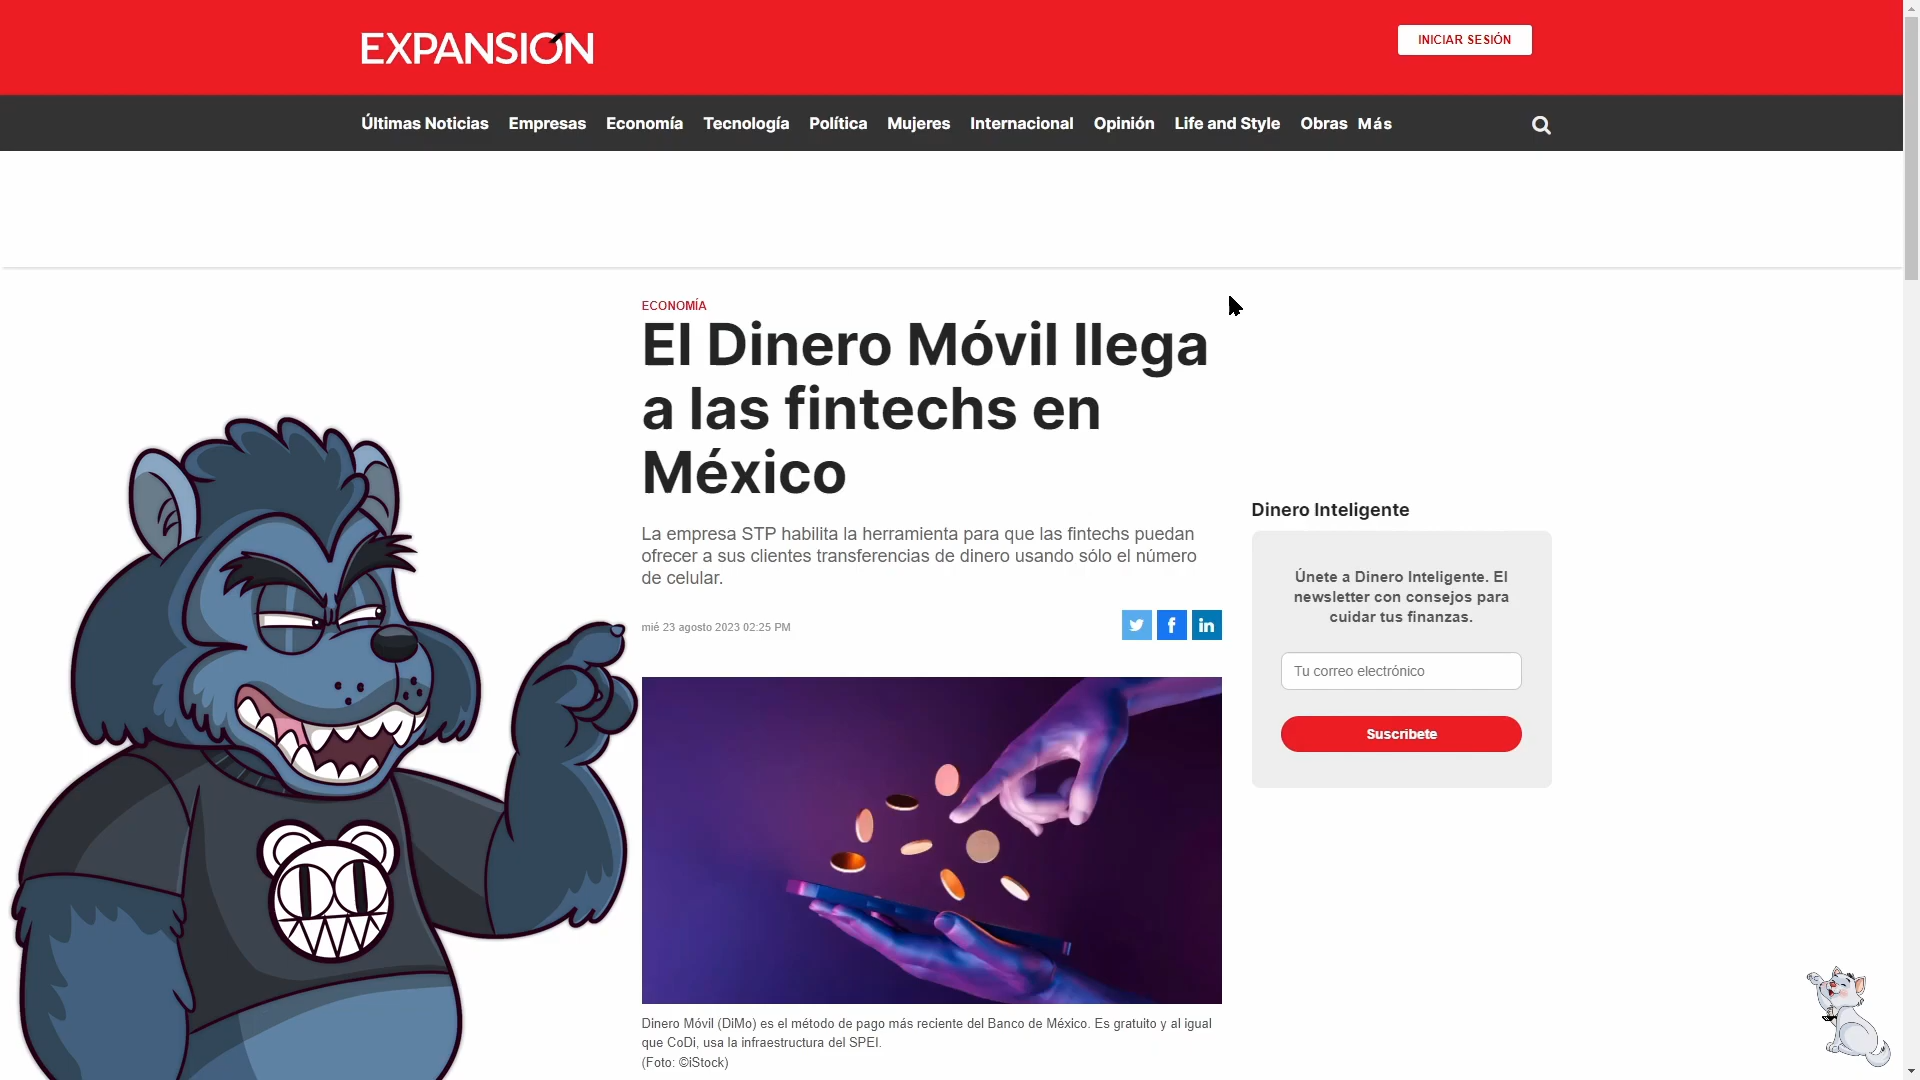 EXPANSIÓN
INICIAR SESIÓN
Últimas Noticias Empresas Economía Tecnología Política Mujeres Internacional Opinión Life and Style Obras Más
ECONOMÍA
El Dinero Móvil llega
a las fintechs en
México
La empresa STP habilita la herramienta para que las fintechs puedan
ofrecer a sus clientes transferencias de dinero usando sólo el número
de celular.
mié 23 agosto 2023 02:25 PM
Dinero Inteligente
Únete a Dinero Inteligente. El
newsletter con consejos para
cuidar tus finanzas.
Tu correo electrónico
Suscribete
Dinero Móvil (DiMo) es el método de pago más reciente del Banco de México. Es gratuito y al igual
que CoDi, usa la infraestructura del SPEI.
(Foto: ©iStock)